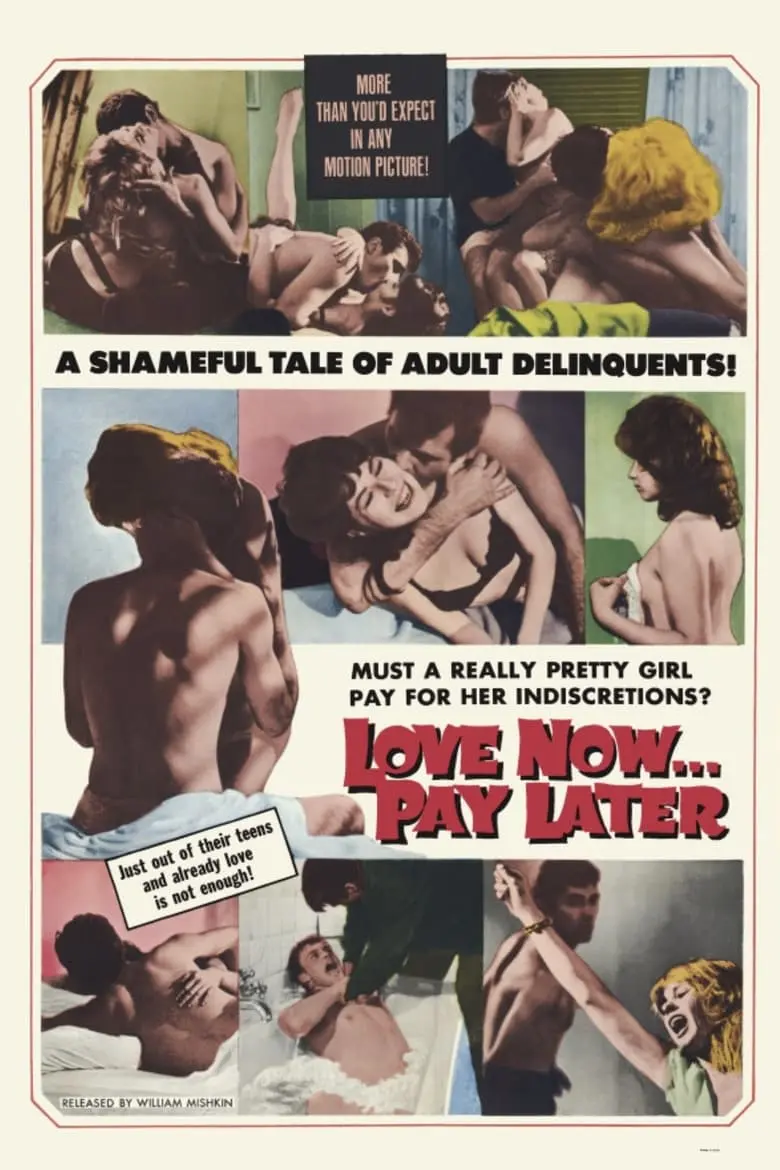 MORE
THAN YOU'D EXPECT
IN ANY
MOTION PICTURE!
A SHAMEFUL TALE OF ADULT DELINQUENTS!
MUST A REALLY PRETTY GIRL
PAY FOR HER INDISCRETIONS?
LOVE NOW...
PAY LATER
Just out of their teens
and already love
is not enough!
RELEASED BY WILLIAM MISHKIN